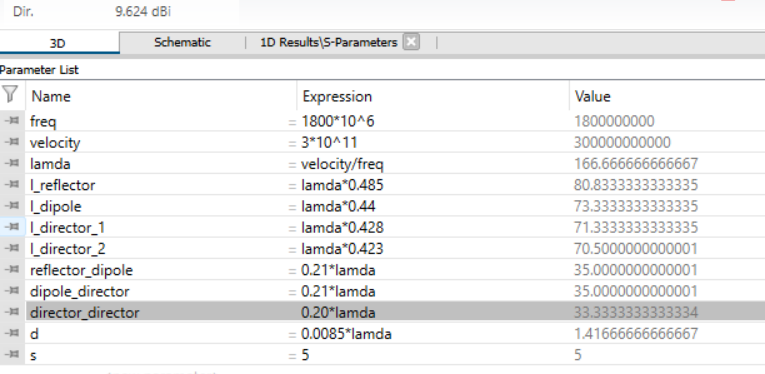 Dir. 9.624 dBi
3D Schematic 1D Results\S-Parameters
Parameter List
Name Expression Value
freq = 1800*10^6 1800000000
velocity = 3*10^11 300000000000
lamda = velocity/freq 166.666666666667
l_reflector = lamda*0.485 80.8333333333335
l_dipole = lamda*0.44 73.3333333333335
l_director_1 = lamda*0.428 71.3333333333335
l_director_2 = lamda*0.423 70.5000000000001
reflector_dipole = 0.21*lamda 35.0000000000001
dipole_director = 0.21*lamda 35.0000000000001
director_director = 0.20*lamda 33.3333333333334
d = 0.0085*lamda 1.41666666666667
s = 5 5